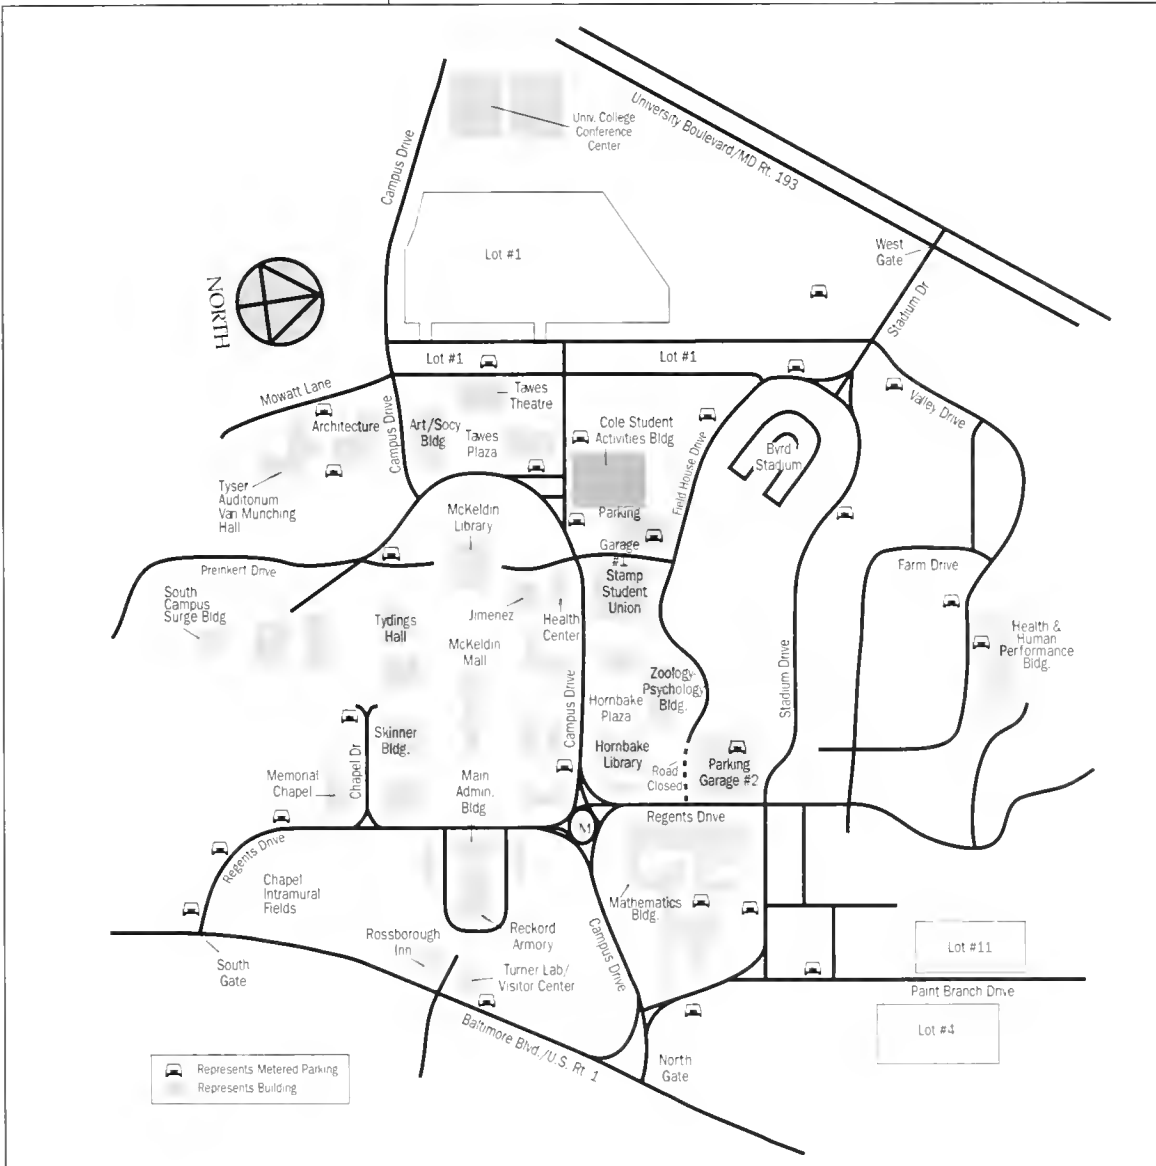 Univ. College
Conference
Center
University Boulevard/MD Rt. 193
Campus Drive
Lot #1
West
Gate
NORTH
Stadium Dr
Lot #1
Lot #1
Mowatt Lane
Tawes
Theatre
Valley Drive
Architecture
Campus Drive
Art/Socy
Bldg
Tawes
Plaza
Cole Student
Activities Bldg
Field House Drive
Byrd
Stadium
Tyser
Auditorium
Van Munching
Hall
McKeldin
Library
Parking
Garage
#1
Preinkert Drive
Stamp
Student
Union
Farm Drive
South
Campus
Surge Bldg
Tydings
Hall
Jimenez
Health
Center
Health &
Human
Performance
Bldg.
McKeldin
Mall
Zoology-
Psychology
Bldg.
Stadium Drive
Hornbake
Plaza
Campus Drive
Skinner
Bldg.
Hornbake
Library
Road
Closed
Parking
Garage #2
Chapel Dr
Memorial
Chapel
Main
Admin.
Bldg
Regents Drive
M
Regents Drive
Chapel
Intramural
Fields
Mathematics
Bldg.
Rossborough
Inn
Reckord
Armory
Campus Drive
Lot #11
South
Gate
Turner Lab/
Visitor Center
Paint Branch Drive
Baltimore Blvd./U.S. Rt 1
Lot #4
North
Gate
Represents Metered Parking
Represents Building